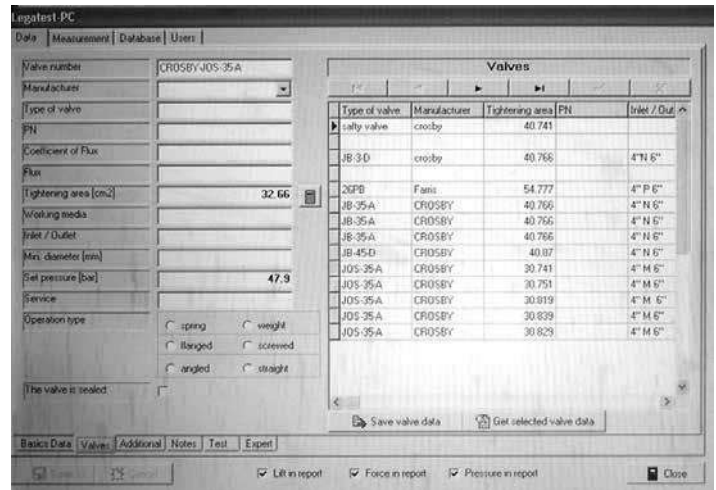 Legatest-PC
Data Measurement Database Users
Valve number CROSBY-JOS-35A
Manufacturer
Type of valve
PN
Coefficient of Flux
Flux
Tightening area [cm2] 32.66
Working media
Inlet / Outlet
Min. diameter [mm]
Set pressure [bar] 47.9
Service
Operation type
spring weight
flanged screwed
angled straight
The valve is sealed
Valves
Type of valve Manufacturer Tightening area PN Inlet / Out
salty valve crosby 40.741
JB-3-D crosby 40.766 4"N 6"
26PB Farris 54.777 4" P 6"
JB-35-A CROSBY 40.766 4" N 6"
JB-35-A CROSBY 40.766 4" N 6"
JB-35-A CROSBY 40.766 4" N 6"
JB-45-D CROSBY 40.87 4" N 6"
JOS-35-A CROSBY 30.741 4" M 6"
JOS-35-A CROSBY 30.751 4" M 6"
JOS-35-A CROSBY 30.819 4" M 6"
JOS-35-A CROSBY 30.839 4" M 6"
JOS-35-A CROSBY 30.829 4" M 6"
Save valve data Get selected valve data
Basics Data Valves Additional Notes Test Expert
Cancel Lift in report Force in report Pressure in report Close